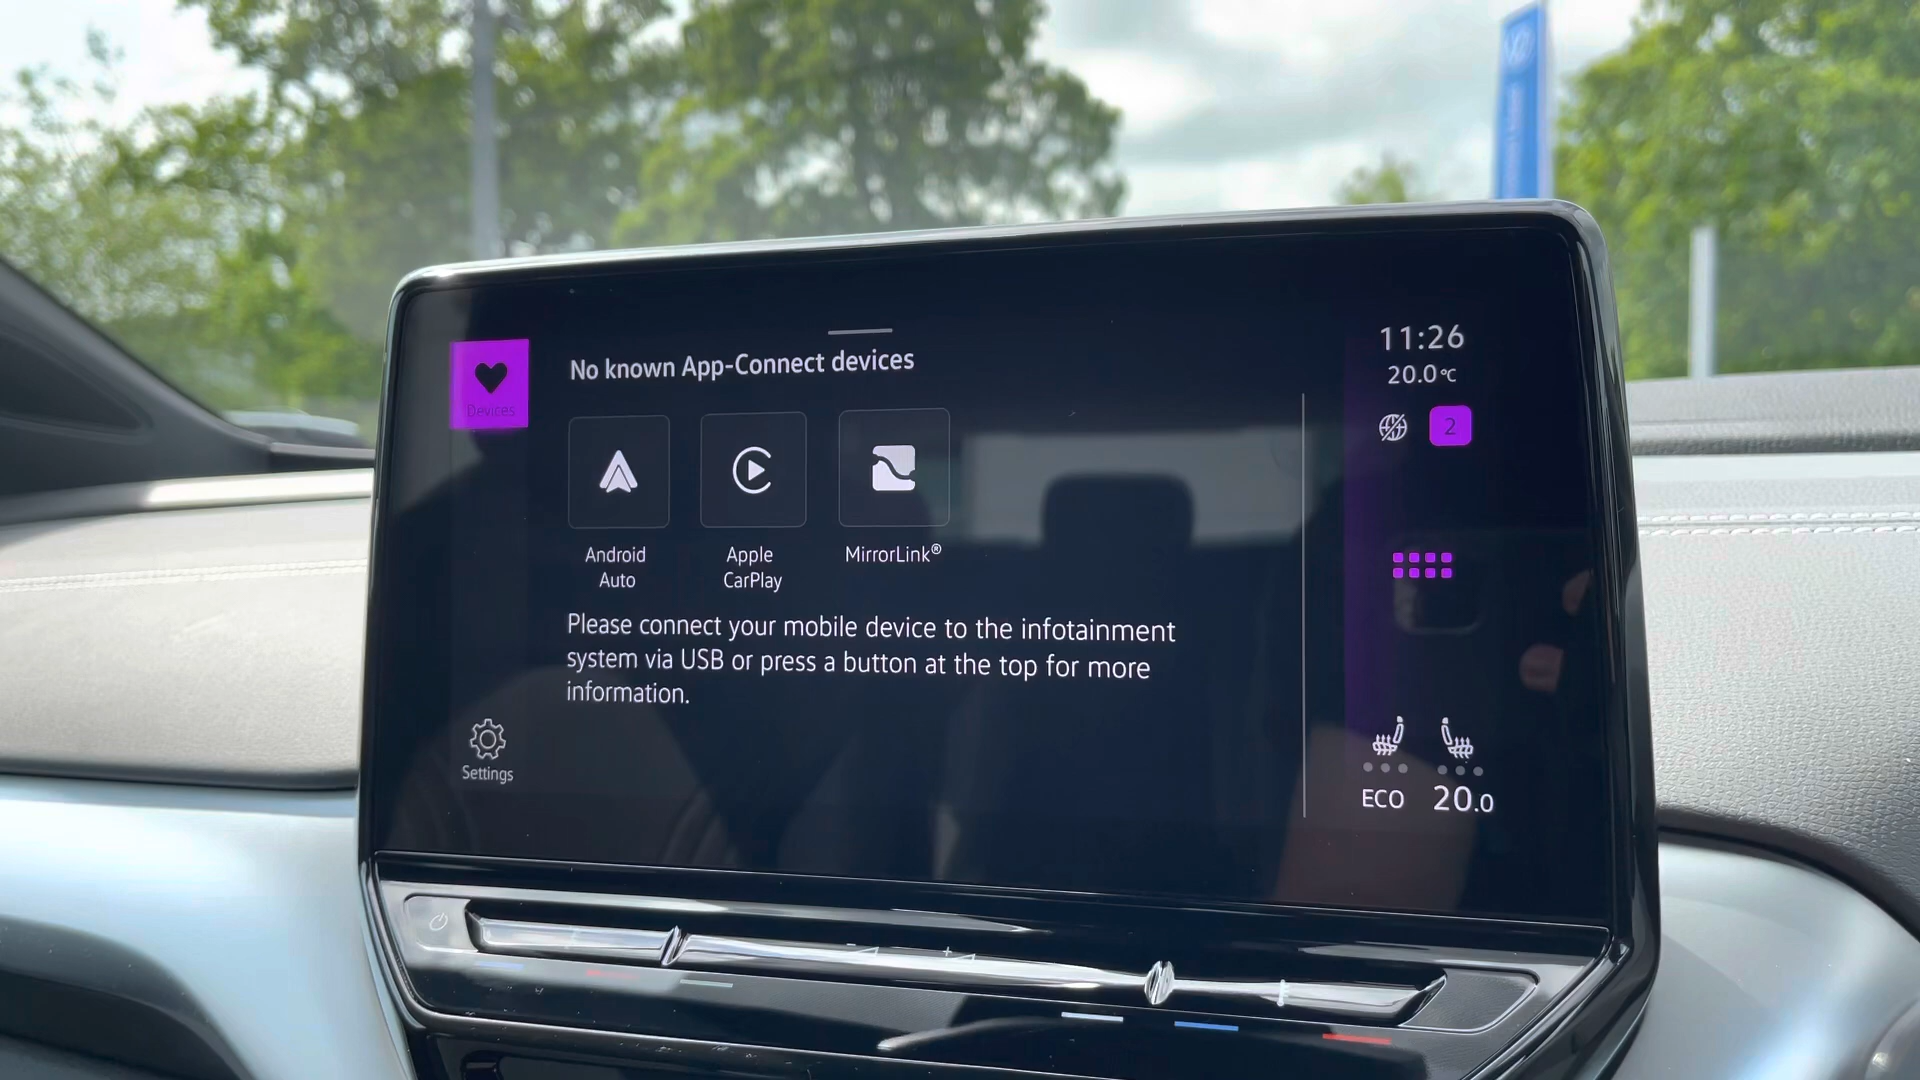 No known App-Connect devices
11:26
20.0°C
Devices
2
Android
Auto
Apple
CarPlay
MirrorLink®
Please connect your mobile device to the infotainment
system via USB or press a button at the top for more
information.
Settings
ECO
20.0